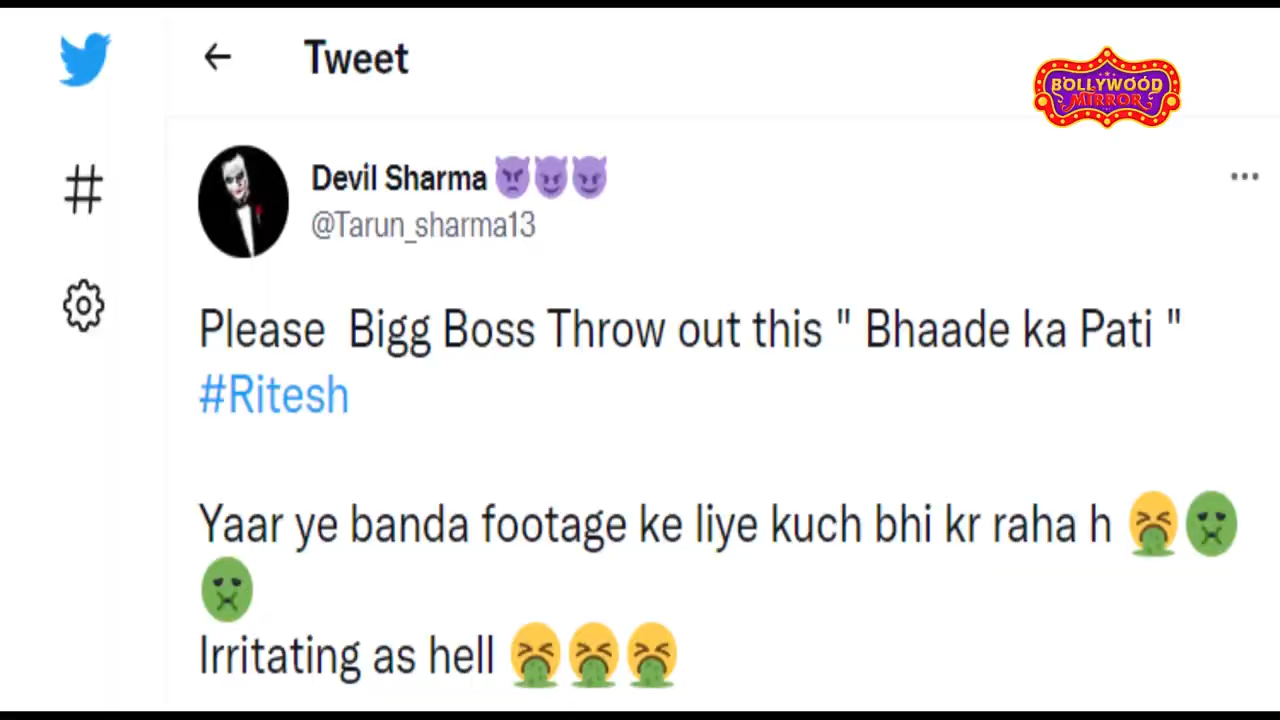 Tweet
BOLLYWOOD
MIRROR
Devil Sharma 👿😈😈
@Tarun_sharma13
Please Bigg Boss Throw out this " Bhaade ka Pati "
#Ritesh
Yaar ye banda footage ke liye kuch bhi kr raha h 🤮🤢
🤢
Irritating as hell 🤮🤮🤮